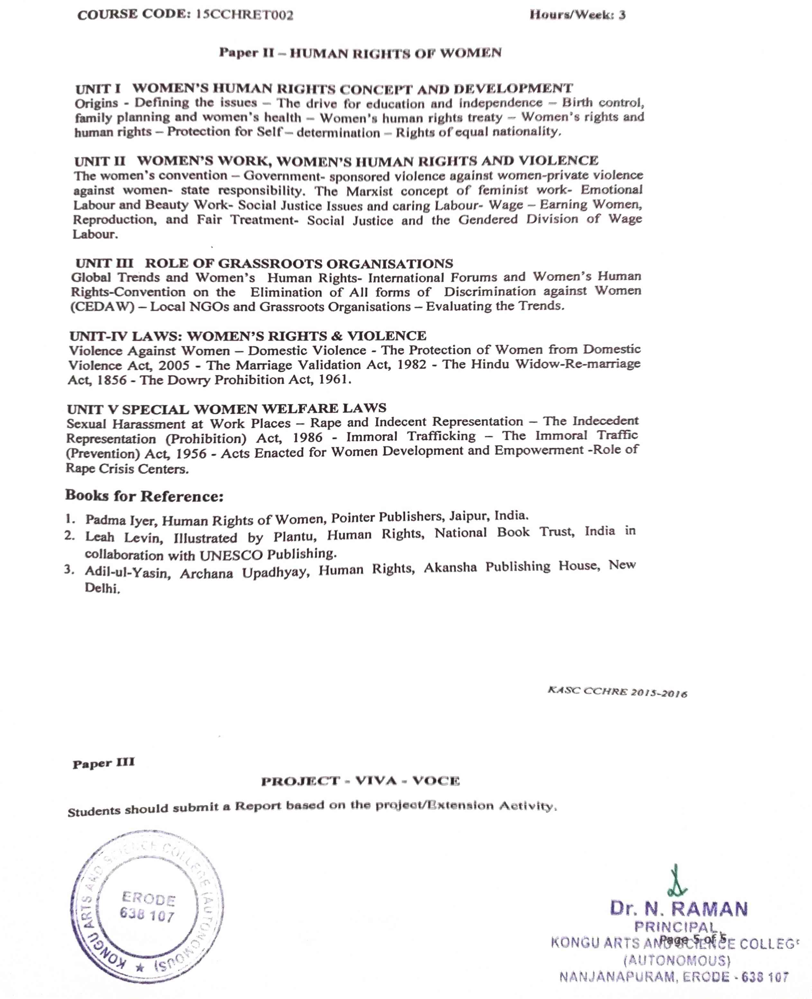 COURSE CODE: 15CCHRET002 Hours/Week: 3
Paper II – HUMAN RIGHTS OF WOMEN
UNIT I WOMEN'S HUMAN RIGHTS CONCEPT AND DEVELOPMENT
Origins - Defining the issues – The drive for education and independence – Birth control,
family planning and women's health – Women's human rights treaty – Women's rights and
human rights – Protection for Self – determination – Rights of equal nationality.
UNIT II WOMEN'S WORK, WOMEN'S HUMAN RIGHTS AND VIOLENCE
The women's convention – Government- sponsored violence against women-private violence
against women- state responsibility. The Marxist concept of feminist work- Emotional
Labour and Beauty Work- Social Justice Issues and caring Labour- Wage – Earning Women,
Reproduction, and Fair Treatment- Social Justice and the Gendered Division of Wage
Labour.
UNIT III ROLE OF GRASSROOTS ORGANISATIONS
Global Trends and Women's Human Rights- International Forums and Women's Human
Rights-Convention on the Elimination of All forms of Discrimination against Women
(CEDAW) – Local NGOs and Grassroots Organisations – Evaluating the Trends.
UNIT-IV LAWS: WOMEN'S RIGHTS & VIOLENCE
Violence Against Women – Domestic Violence - The Protection of Women from Domestic
Violence Act, 2005 - The Marriage Validation Act, 1982 - The Hindu Widow-Re-marriage
Act, 1856 - The Dowry Prohibition Act, 1961.
UNIT V SPECIAL WOMEN WELFARE LAWS
Sexual Harassment at Work Places – Rape and Indecent Representation – The Indecedent
Representation (Prohibition) Act, 1986 - Immoral Trafficking – The Immoral Traffic
(Prevention) Act, 1956 - Acts Enacted for Women Development and Empowerment -Role of
Rape Crisis Centers.
Books for Reference:
1. Padma Iyer, Human Rights of Women, Pointer Publishers, Jaipur, India.
2. Leah Levin, Illustrated by Plantu, Human Rights, National Book Trust, India in
collaboration with UNESCO Publishing.
3. Adil-ul-Yasin, Archana Upadhyay, Human Rights, Akansha Publishing House, New
Delhi.
KASC CCHRE 2015-2016
Paper III
PROJECT - VIVA - VOCE
Students should submit a Report based on the project/Extension Activity.
KONGU ARTS AND SCIENCE COLLEGE (AUTONOMOUS) ★
ERODE
638 107
Dr. N. RAMAN
PRINCIPAL,
Page 5 of 5
KONGU ARTS AND SCIENCE COLLEGE
(AUTONOMOUS)
NANJANAPURAM, ERODE - 638 107